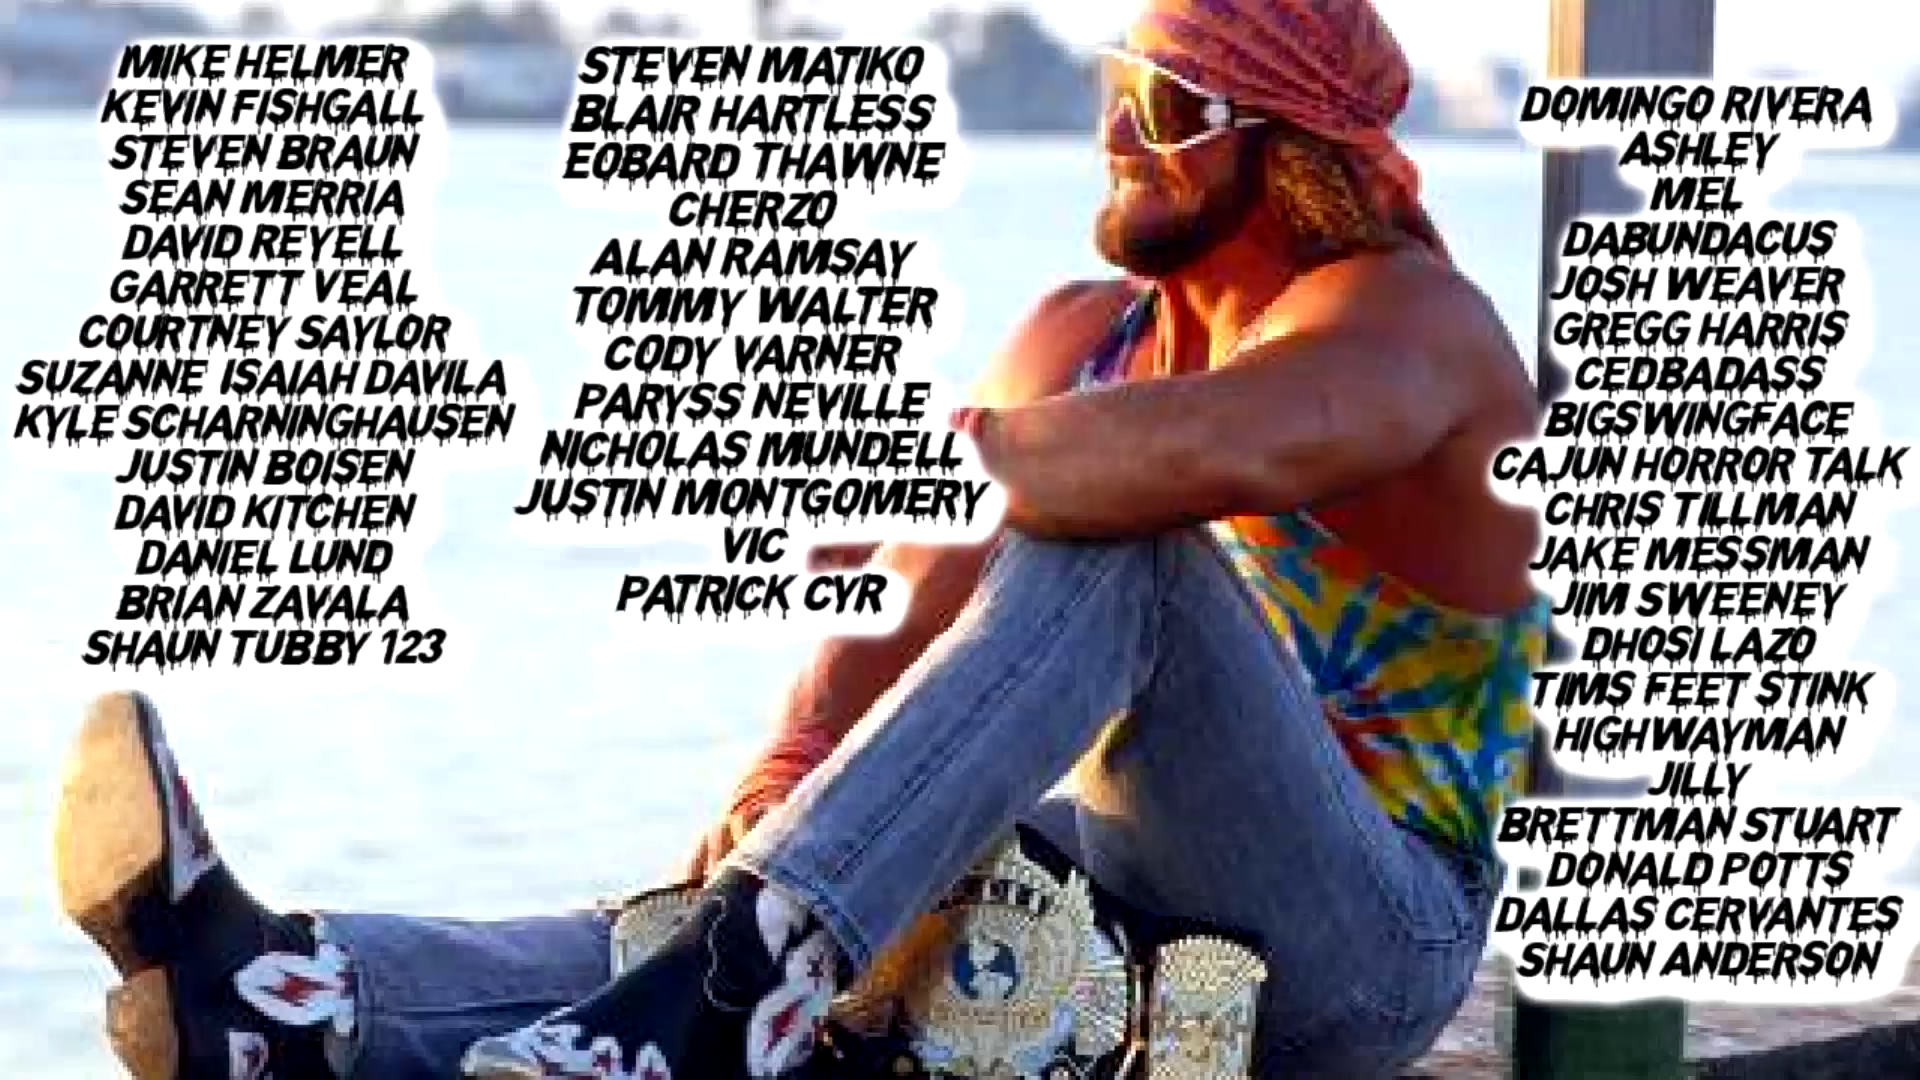 MIKE HELMER
KEVIN FISHGALL
STEVEN BRAUN
SEAN MERRIA
DAVID REYELL
GARRETT VEAL
COURTNEY SAYLOR
SUZANNE ISAIAH DAVILA
KYLE SCHARNINGHAUSEN
JUSTIN BOISEN
DAVID KITCHEN
DANIEL LUND
BRIAN ZAVALA
SHAUN TUBBY 123
STEVEN MATIKO
BLAIR HARTLESS
EOBARD THAWNE
CHERZO
ALAN RAMSAY
TOMMY WALTER
CODY VARNER
PARYSS NEVILLE
NICHOLAS MUNDELL
JUSTIN MONTGOMERY
VIC
PATRICK CYR
DOMINGO RIVERA
ASHLEY
MEL
DABUNDACUS
JOSH WEAVER
GREGG HARRIS
CEDBADASS
BIGSWINGFACE
CAJUN HORROR TALK
CHRIS TILLMAN
JAKE MESSMAN
JIM SWEENEY
DHOSI LAZO
TIMS FEET STINK
HIGHWAYMAN
JILLY
BRETTMAN STUART
DONALD POTTS
DALLAS CERVANTES
SHAUN ANDERSON